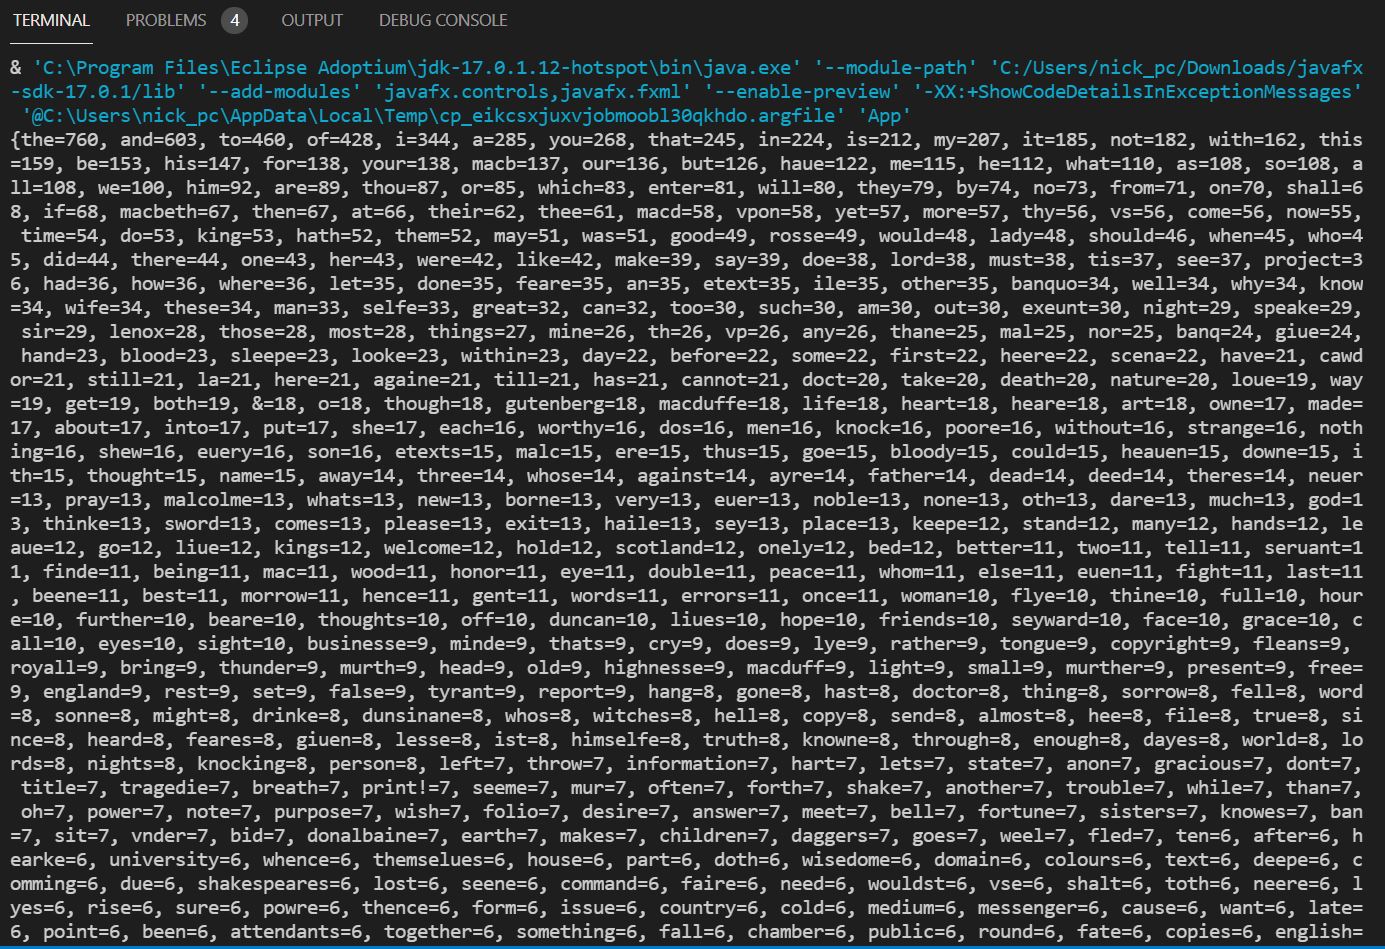 TERMINAL PROBLEMS 4 OUTPUT DEBUG CONSOLE
& 'C:\Program Files\Eclipse Adoptium\jdk-17.0.1.12-hotspot\bin\java.exe' '--module-path' 'C:/Users/nick_pc/Downloads/javafx
-sdk-17.0.1/lib' '--add-modules' 'javafx.controls,javafx.fxml' '--enable-preview' '-XX:+ShowCodeDetailsInExceptionMessages'
'@C:\Users\nick_pc\AppData\Local\Temp\cp_eikcsxjuxvjobmoobl30qkhdo.argfile' 'App'
{the=760, and=603, to=460, of=428, i=344, a=285, you=268, that=245, in=224, is=212, my=207, it=185, not=182, with=162, this
=159, be=153, his=147, for=138, your=138, macb=137, our=136, but=126, haue=122, me=115, he=112, what=110, as=108, so=108, a
ll=108, we=100, him=92, are=89, thou=87, or=85, which=83, enter=81, will=80, they=79, by=74, no=73, from=71, on=70, shall=6
8, if=68, macbeth=67, then=67, at=66, their=62, thee=61, macd=58, vpon=58, yet=57, more=57, thy=56, vs=56, come=56, now=55,
time=54, do=53, king=53, hath=52, them=52, may=51, was=51, good=49, rosse=49, would=48, lady=48, should=46, when=45, who=4
5, did=44, there=44, one=43, her=43, were=42, like=42, make=39, say=39, doe=38, lord=38, must=38, tis=37, see=37, project=3
6, had=36, how=36, where=36, let=35, done=35, feare=35, an=35, etext=35, ile=35, other=35, banquo=34, well=34, why=34, know
=34, wife=34, these=34, man=33, selfe=33, great=32, can=32, too=30, such=30, am=30, out=30, exeunt=30, night=29, speake=29,
sir=29, lenox=28, those=28, most=28, things=27, mine=26, th=26, vp=26, any=26, thane=25, mal=25, nor=25, banq=24, giue=24,
hand=23, blood=23, sleepe=23, looke=23, within=23, day=22, before=22, some=22, first=22, heere=22, scena=22, have=21, cawd
or=21, still=21, la=21, here=21, againe=21, till=21, has=21, cannot=21, doct=20, take=20, death=20, nature=20, loue=19, way
=19, get=19, both=19, &=18, o=18, though=18, gutenberg=18, macduffe=18, life=18, heart=18, heare=18, art=18, owne=17, made=
17, about=17, into=17, put=17, she=17, each=16, worthy=16, dos=16, men=16, knock=16, poore=16, without=16, strange=16, noth
ing=16, shew=16, euery=16, son=16, etexts=15, malc=15, ere=15, thus=15, goe=15, bloody=15, could=15, heauen=15, downe=15, i
th=15, thought=15, name=15, away=14, three=14, whose=14, against=14, ayre=14, father=14, dead=14, deed=14, theres=14, neuer
=13, pray=13, malcolme=13, whats=13, new=13, borne=13, very=13, euer=13, noble=13, none=13, oth=13, dare=13, much=13, god=1
3, thinke=13, sword=13, comes=13, please=13, exit=13, haile=13, sey=13, place=13, keepe=12, stand=12, many=12, hands=12, le
aue=12, go=12, liue=12, kings=12, welcome=12, hold=12, scotland=12, onely=12, bed=12, better=11, two=11, tell=11, seruant=1
1, finde=11, being=11, mac=11, wood=11, honor=11, eye=11, double=11, peace=11, whom=11, else=11, euen=11, fight=11, last=11
, beene=11, best=11, morrow=11, hence=11, gent=11, words=11, errors=11, once=11, woman=10, flye=10, thine=10, full=10, hour
e=10, further=10, beare=10, thoughts=10, off=10, duncan=10, liues=10, hope=10, friends=10, seyward=10, face=10, grace=10, c
all=10, eyes=10, sight=10, businesse=9, minde=9, thats=9, cry=9, does=9, lye=9, rather=9, tongue=9, copyright=9, fleans=9,
royall=9, bring=9, thunder=9, murth=9, head=9, old=9, highnesse=9, macduff=9, light=9, small=9, murther=9, present=9, free=
9, england=9, rest=9, set=9, false=9, tyrant=9, report=9, hang=8, gone=8, hast=8, doctor=8, thing=8, sorrow=8, fell=8, word
=8, sonne=8, might=8, drinke=8, dunsinane=8, whos=8, witches=8, hell=8, copy=8, send=8, almost=8, hee=8, file=8, true=8, si
nce=8, heard=8, feares=8, giuen=8, lesse=8, ist=8, himselfe=8, truth=8, knowne=8, through=8, enough=8, dayes=8, world=8, lo
rds=8, nights=8, knocking=8, person=8, left=7, throw=7, information=7, hart=7, lets=7, state=7, anon=7, gracious=7, dont=7,
title=7, tragedie=7, breath=7, print!=7, seeme=7, mur=7, often=7, forth=7, shake=7, another=7, trouble=7, while=7, than=7,
oh=7, power=7, note=7, purpose=7, wish=7, folio=7, desire=7, answer=7, meet=7, bell=7, fortune=7, sisters=7, knowes=7, ban
=7, sit=7, vnder=7, bid=7, donalbaine=7, earth=7, makes=7, children=7, daggers=7, goes=7, weel=7, fled=7, ten=6, after=6, h
earke=6, university=6, whence=6, themselues=6, house=6, part=6, doth=6, wisedome=6, domain=6, colours=6, text=6, deepe=6, c
omming=6, due=6, shakespeares=6, lost=6, seene=6, command=6, faire=6, need=6, wouldst=6, vse=6, shalt=6, toth=6, neere=6, l
yes=6, rise=6, sure=6, powre=6, thence=6, form=6, issue=6, country=6, cold=6, medium=6, messenger=6, cause=6, want=6, late=
6, point=6, been=6, attendants=6, together=6, something=6, fall=6, chamber=6, public=6, round=6, fate=6, copies=6, english=